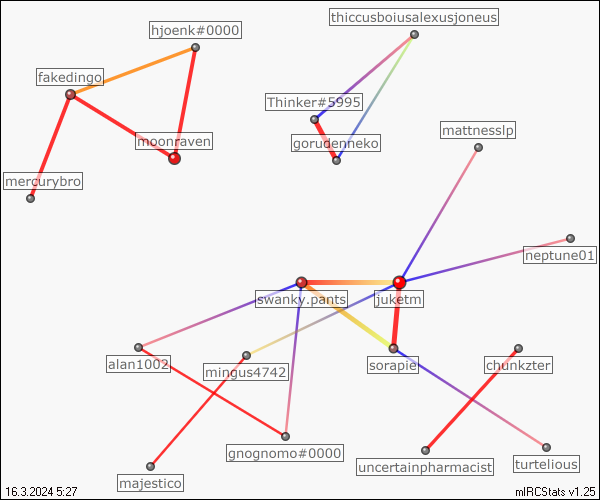 thiccusboiusalexusjoneus
hjoenk#0000
fakedingo
Thinker#5995
mattnesslp
moonraven
gorudenneko
mercurybro
neptune01
swanky.pants
juketm
alan1002
mingus4742
sorapie
chunkzter
gnognomo#0000
uncertainpharmacist
turtelious
majestico
16.3.2024 5:27
mIRCStats v1.25